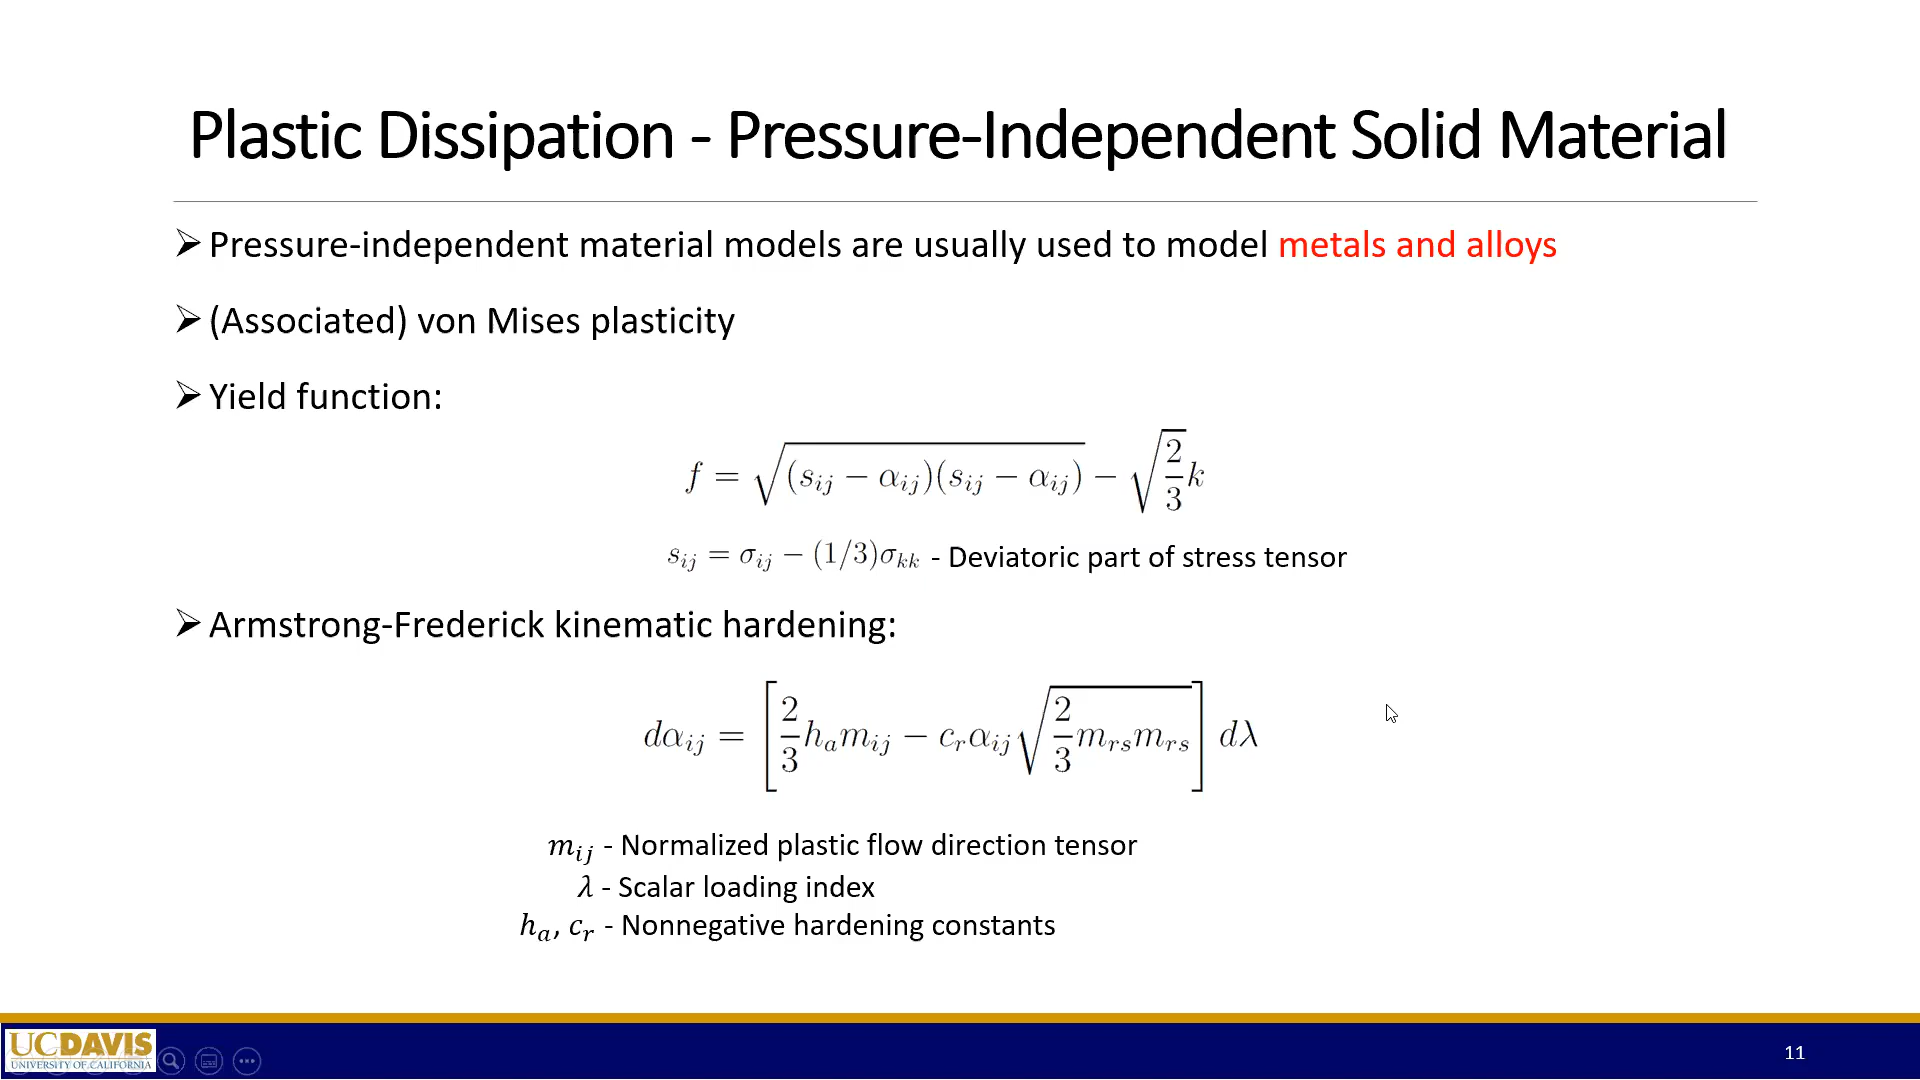 Plastic Dissipation - Pressure-Independent Solid Material
➢ Pressure-independent material models are usually used to model metals and alloys
➢ (Associated) von Mises plasticity
➢ Yield function:
f = √((s_ij − α_ij)(s_ij − α_ij)) − √(2/3) k
s_ij = σ_ij − (1/3)σ_kk - Deviatoric part of stress tensor
➢ Armstrong-Frederick kinematic hardening:
dα_ij = [2/3 h_a m_ij − c_r α_ij √(2/3 m_rs m_rs)] dλ
m_ij - Normalized plastic flow direction tensor
λ - Scalar loading index
h_a, c_r - Nonnegative hardening constants
UCDAVIS
UNIVERSITY OF CALIFORNIA
11